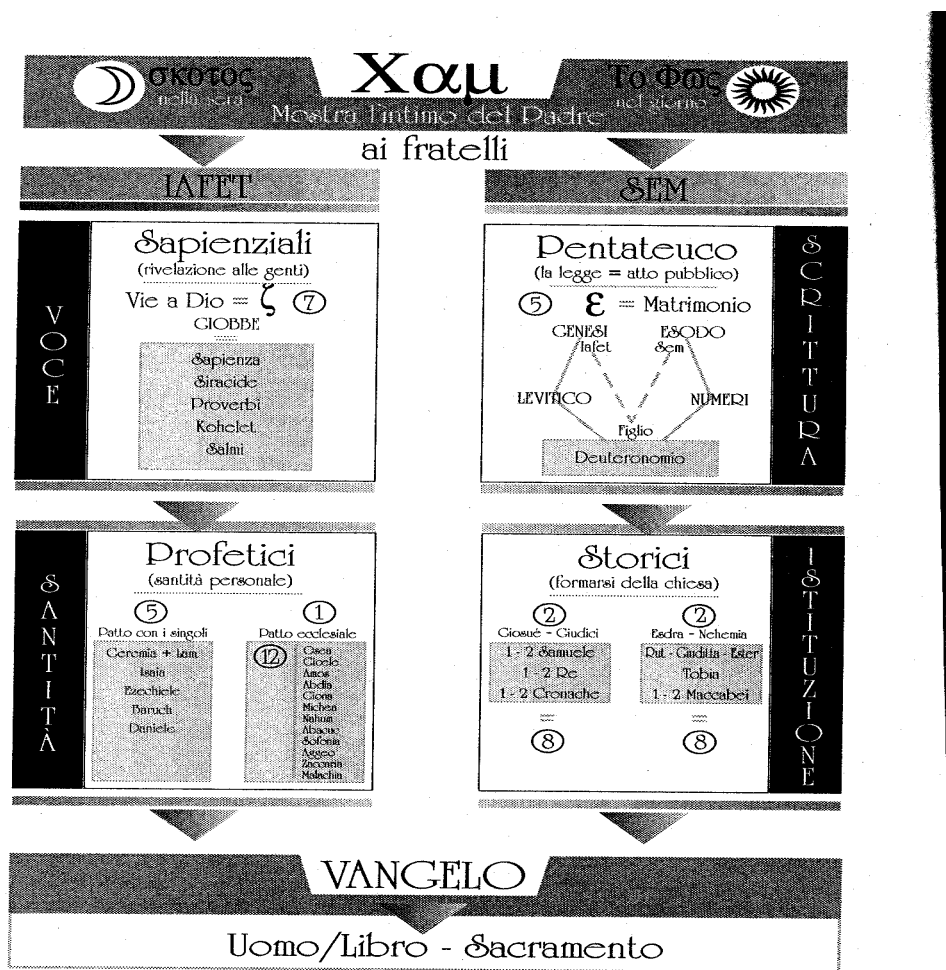 σκοτος
nella sera
Χαμ
Το Φως
nel giorno
Mostra l'intimo del Padre
ai fratelli
IAFET
SEM
VOCE
Sapienziali
(rivelazione alle genti)
Vie a Dio = ζ 7
GIOBBE
Sapienza
Siracide
Proverbi
Kohelet
Salmi
Pentateuco
(la legge = atto pubblico)
5 ε = Matrimonio
GENESI ESODO
Iafet Sem
LEVITICO NUMERI
Figlio
Deuteronomio
SCRITTURA
SANTITÀ
Profetici
(santità personale)
5 1
Patto con i singoli Patto ecclesiale
Geremia + Lam
Isaia
Ezechiele
Baruch
Daniele
12
Osea
Gioele
Amos
Abdia
Giona
Michea
Nahum
Abacuc
Sofonia
Aggeo
Zaccaria
Malachia
Storici
(formarsi della chiesa)
2 2
Giosuè - Giudici Esdra - Nehemia
1 - 2 Samuele
1 - 2 Re
1 - 2 Cronache
=
8
Rut - Giuditta - Ester
Tobia
1 - 2 Maccabei
=
8
ISTITUZIONE
VANGELO
Uomo/Libro - Sacramento